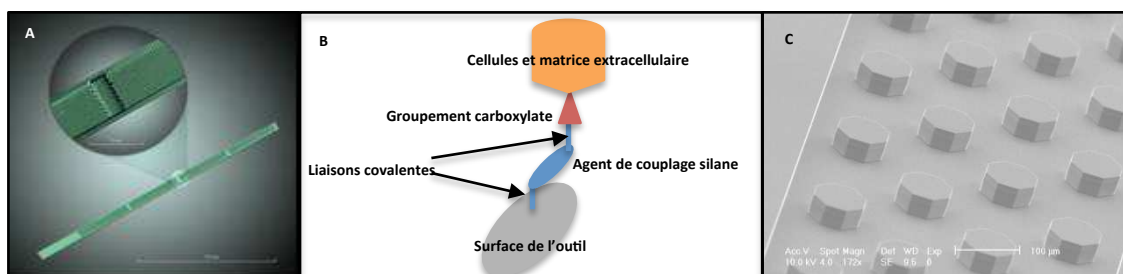 A
B
Cellules et matrice extracellulaire
Groupement carboxylate
Agent de couplage silane
Liaisons covalentes
Surface de l'outil
C
Acc.V Spot Magn Det WD Exp
10.0 kV 4.0 172x SE 9.6 0
100 µm